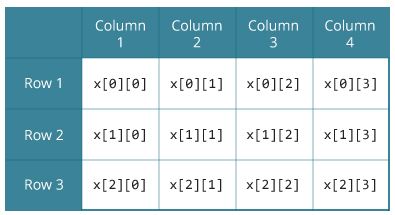 Column 1 Column 2 Column 3 Column 4
Row 1 x[0][0] x[0][1] x[0][2] x[0][3]
Row 2 x[1][0] x[1][1] x[1][2] x[1][3]
Row 3 x[2][0] x[2][1] x[2][2] x[2][3]